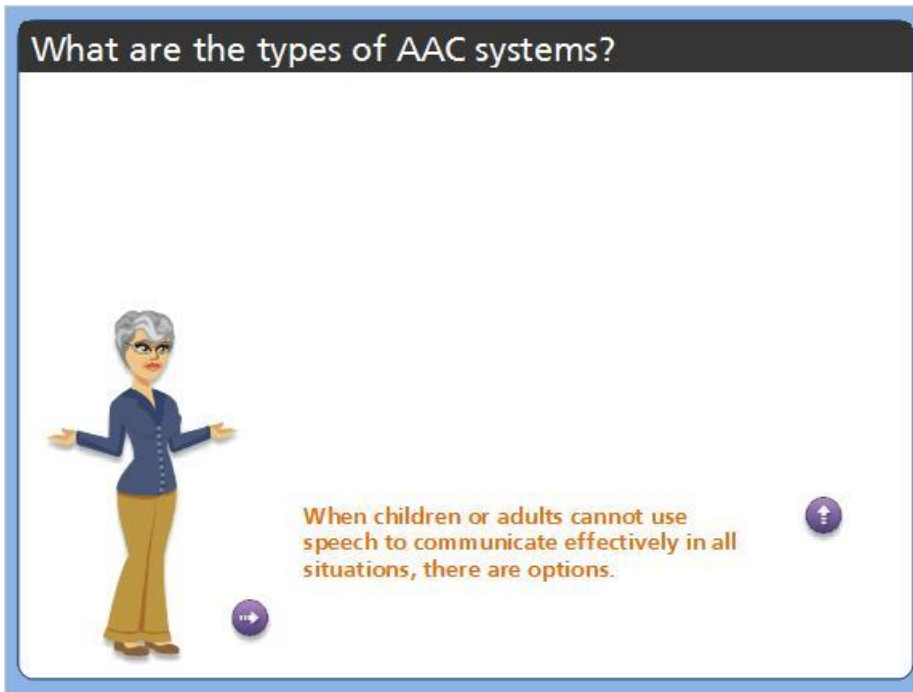 What are the types of AAC systems?
When children or adults cannot use
speech to communicate effectively in all
situations, there are options.